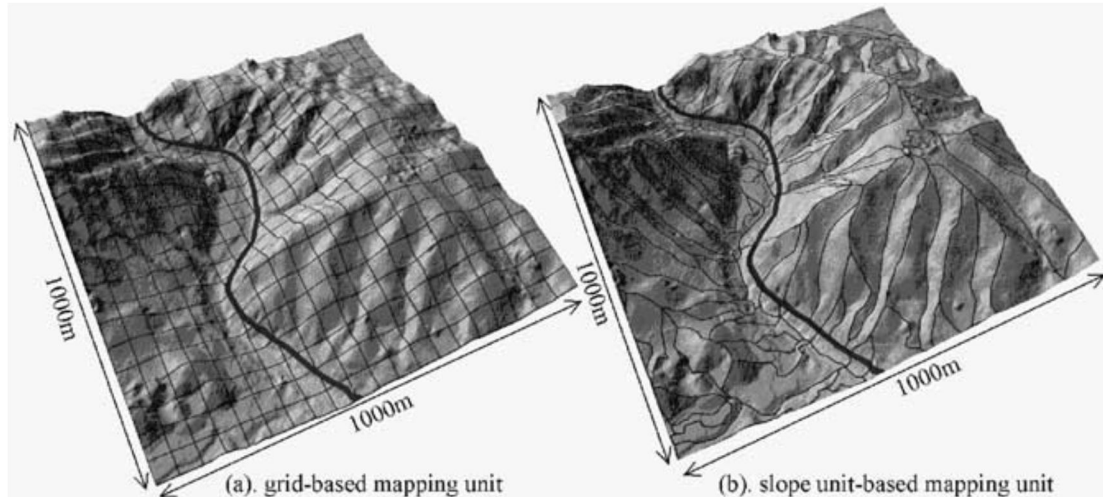 1000m
1000m
(a). grid-based mapping unit
1000m
1000m
(b). slope unit-based mapping unit